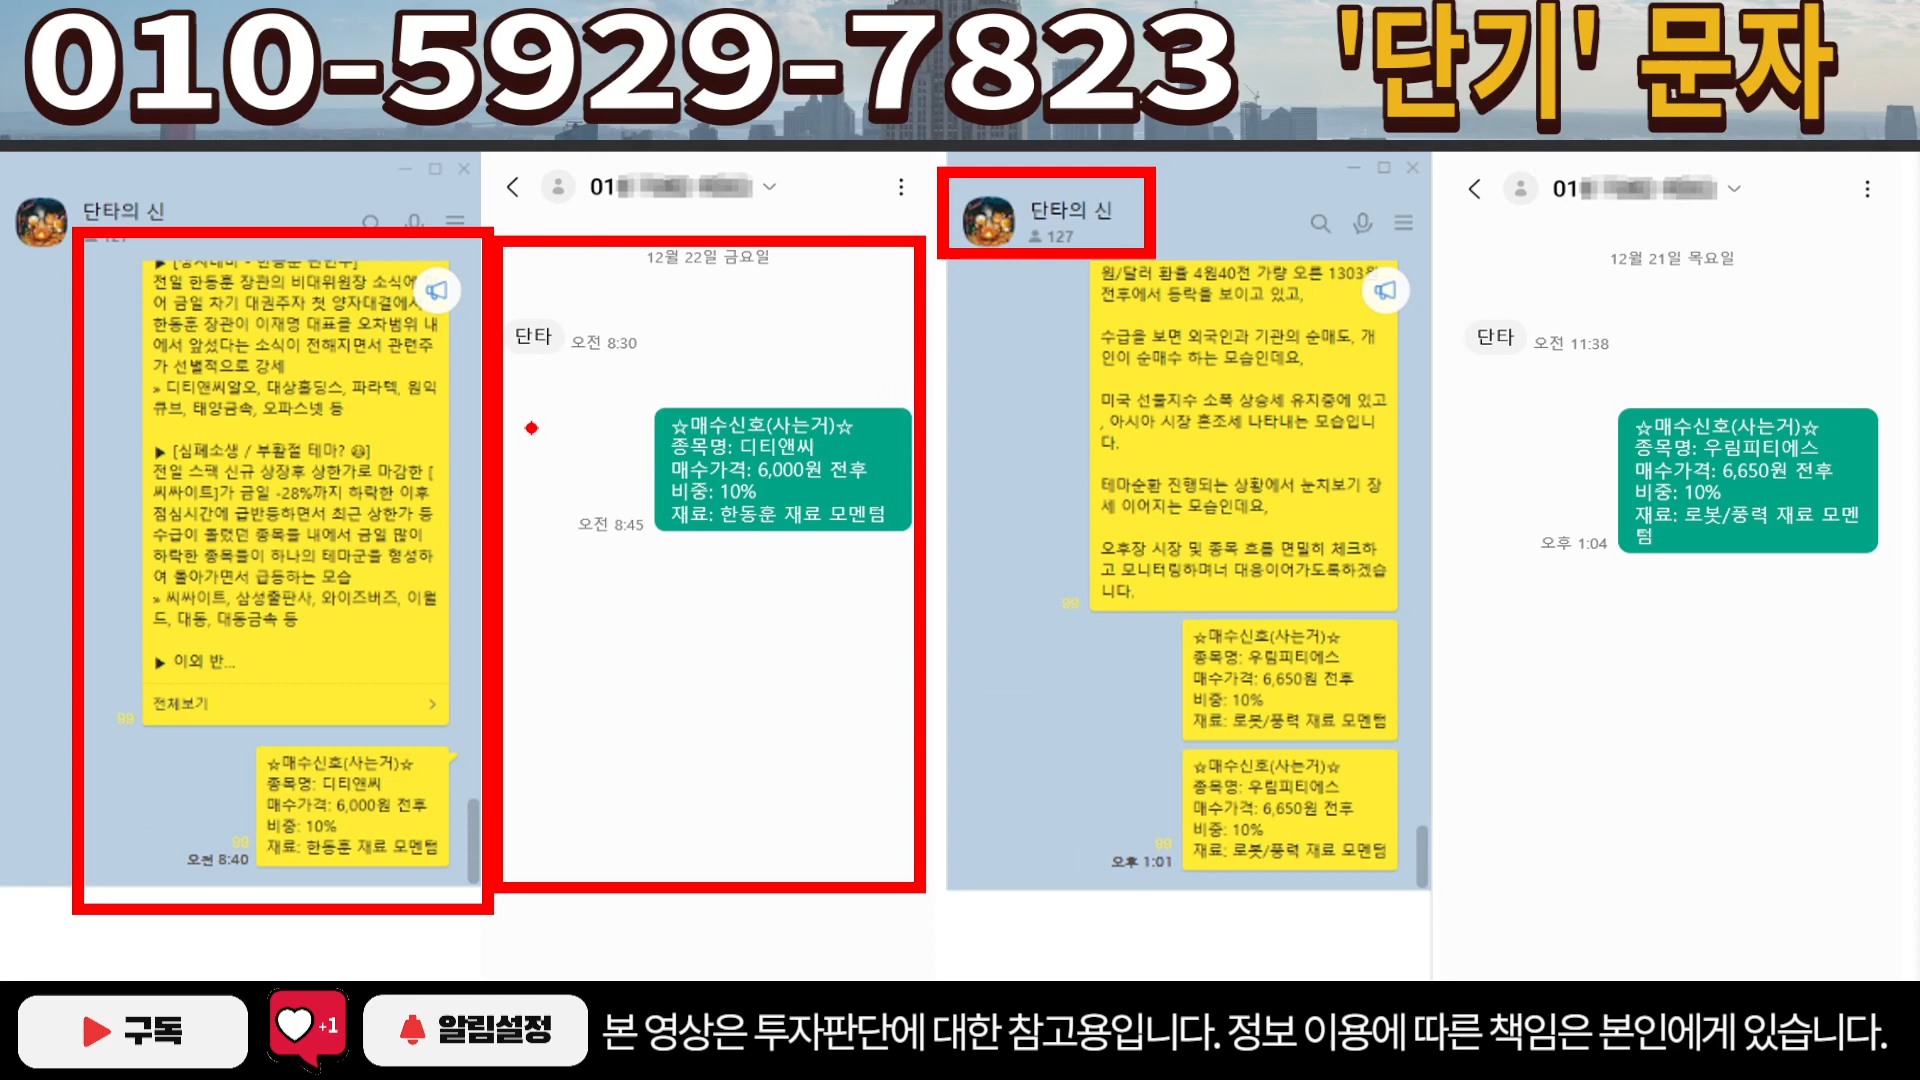 010-5929-7823 '단기' 문자
단타의 신
127
▶ [정치테마 - 한동훈 관련주]
전일 한동훈 장관의 비대위원장 소식에
어 금일 차기 대권주자 첫 양자대결에서
한동훈 장관이 이재명 대표를 오차범위 내
에서 앞섰다는 소식이 전해지면서 관련주
가 선별적으로 강세
» 디티앤씨알오, 대상홀딩스, 파라텍, 원익
큐브, 태양금속, 오파스넷 등
▶ [심폐소생 / 부활절 테마? 😂]
전일 스팩 신규 상장후 상한가로 마감한 [
씨싸이트]가 금일 -28%까지 하락한 이후
점심시간에 급반등하면서 최근 상한가 등
수급이 몰렸던 종목들 내에서 금일 많이
하락한 종목들이 하나의 테마군을 형성하
여 돌아가면서 급등하는 모습
» 씨싸이트, 삼성출판사, 와이즈버즈, 이월
드, 대동, 대동금속 등
▶ 이외 반...
전체보기
99
☆매수신호(사는거)☆
종목명: 디티앤씨
매수가격: 6,000원 전후
비중: 10%
재료: 한동훈 재료 모멘텀
99
오전 8:40
01
12월 22일 금요일
단타
오전 8:30
☆매수신호(사는거)☆
종목명: 디티앤씨
매수가격: 6,000원 전후
비중: 10%
재료: 한동훈 재료 모멘텀
오전 8:45
단타의 신
127
원/달러 환율 4원40전 가량 오른 1303원
전후에서 등락을 보이고 있고,
수급을 보면 외국인과 기관의 순매도, 개
인이 순매수 하는 모습인데요,
미국 선물지수 소폭 상승세 유지중에 있고
, 아시아 시장 혼조세 나타내는 모습입니
다.
테마순환 진행되는 상황에서 눈치보기 장
세 이어지는 모습인데요,
오후장 시장 및 종목 흐름 면밀히 체크하
고 모니터링하며너 대응이어가도록하겠습
니다.
99
☆매수신호(사는거)☆
종목명: 우림피티에스
매수가격: 6,650원 전후
비중: 10%
재료: 로봇/풍력 재료 모멘텀
☆매수신호(사는거)☆
종목명: 우림피티에스
매수가격: 6,650원 전후
비중: 10%
재료: 로봇/풍력 재료 모멘텀
99
오후 1:01
01
12월 21일 목요일
단타
오전 11:38
☆매수신호(사는거)☆
종목명: 우림피티에스
매수가격: 6,650원 전후
비중: 10%
재료: 로봇/풍력 재료 모멘
텀
오후 1:04
구독
+1
알림설정
본 영상은 투자판단에 대한 참고용입니다. 정보 이용에 따른 책임은 본인에게 있습니다.